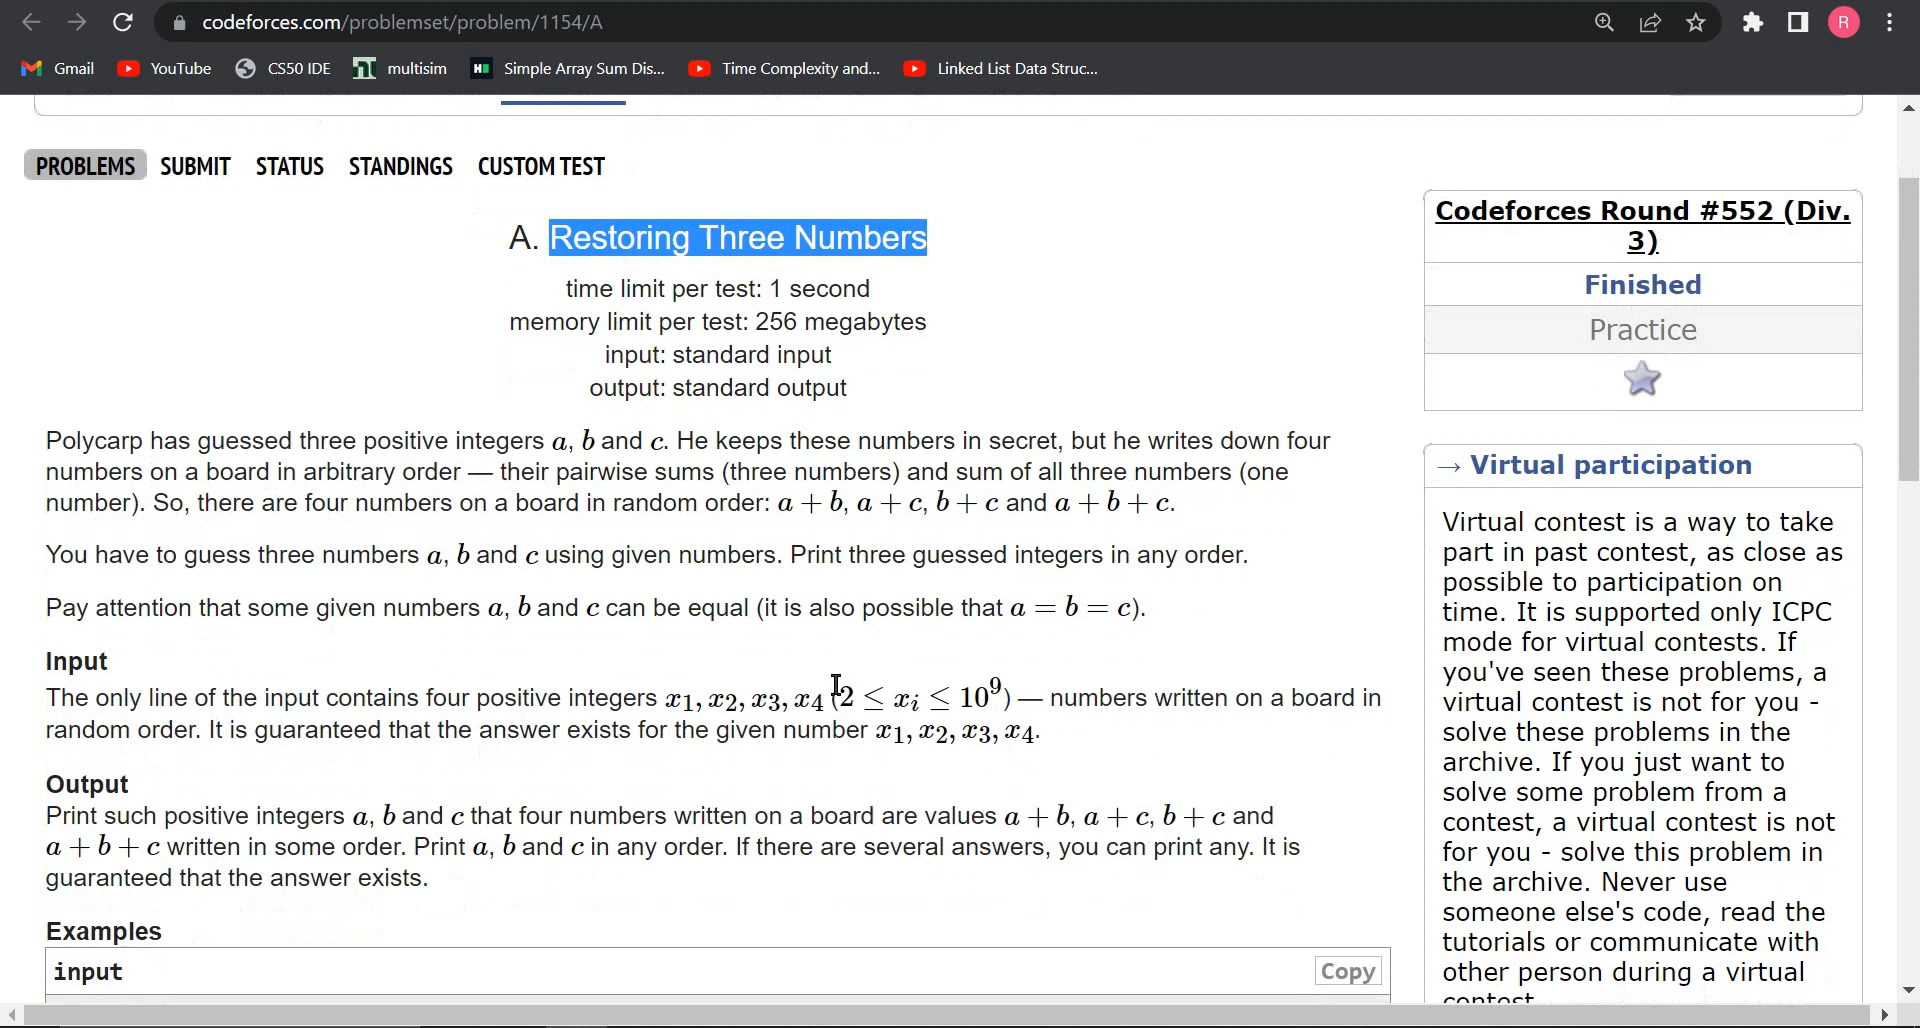 codeforces.com/problemset/problem/1154/A
R
Gmail YouTube CS50 IDE multisim Simple Array Sum Dis... Time Complexity and... Linked List Data Struc...
PROBLEMS SUBMIT STATUS STANDINGS CUSTOM TEST
A. Restoring Three Numbers
time limit per test: 1 second
memory limit per test: 256 megabytes
input: standard input
output: standard output
Polycarp has guessed three positive integers a, b and c. He keeps these numbers in secret, but he writes down four
numbers on a board in arbitrary order — their pairwise sums (three numbers) and sum of all three numbers (one
number). So, there are four numbers on a board in random order: a + b, a + c, b + c and a + b + c.
You have to guess three numbers a, b and c using given numbers. Print three guessed integers in any order.
Pay attention that some given numbers a, b and c can be equal (it is also possible that a = b = c).
Input
The only line of the input contains four positive integers x₁, x₂, x₃, x₄ (2 ≤ xᵢ ≤ 10⁹) — numbers written on a board in
random order. It is guaranteed that the answer exists for the given number x₁, x₂, x₃, x₄.
Output
Print such positive integers a, b and c that four numbers written on a board are values a + b, a + c, b + c and
a + b + c written in some order. Print a, b and c in any order. If there are several answers, you can print any. It is
guaranteed that the answer exists.
Examples
input
Copy
Codeforces Round #552 (Div.
3)
Finished
Practice
→ Virtual participation
Virtual contest is a way to take
part in past contest, as close as
possible to participation on
time. It is supported only ICPC
mode for virtual contests. If
you've seen these problems, a
virtual contest is not for you -
solve these problems in the
archive. If you just want to
solve some problem from a
contest, a virtual contest is not
for you - solve this problem in
the archive. Never use
someone else's code, read the
tutorials or communicate with
other person during a virtual
contest.